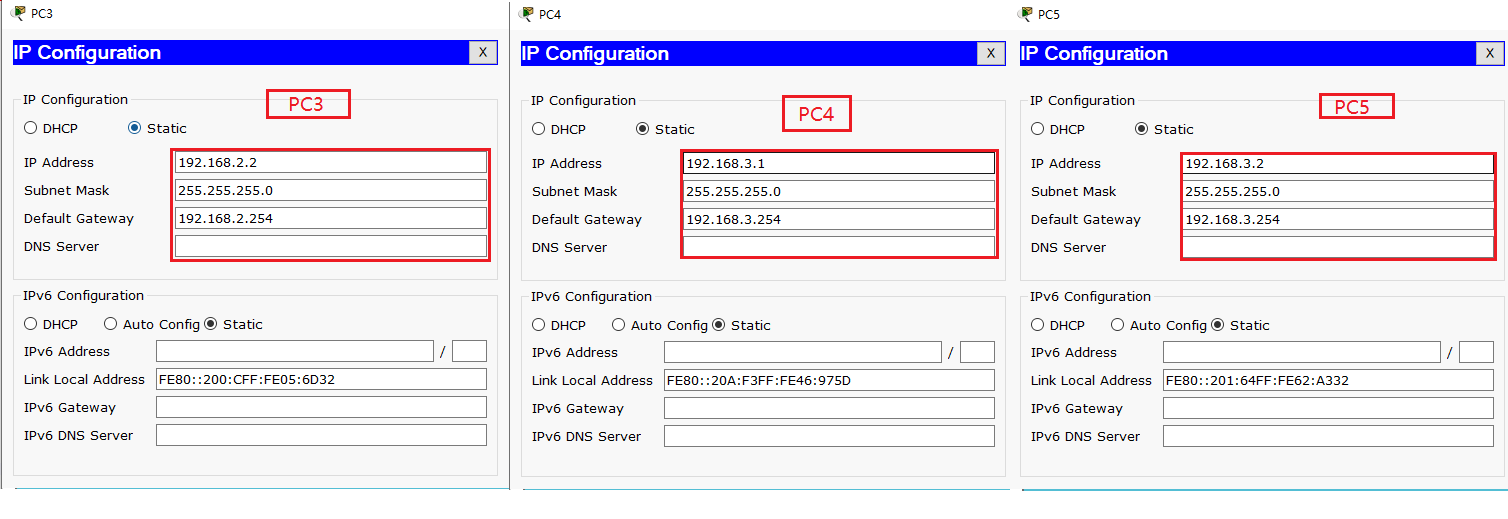 PC3
IP Configuration
X
IP Configuration
PC3
DHCP
Static
IP Address
192.168.2.2
Subnet Mask
255.255.255.0
Default Gateway
192.168.2.254
DNS Server
IPv6 Configuration
DHCP
Auto Config
Static
IPv6 Address
/
Link Local Address
FE80::200:CFF:FE05:6D32
IPv6 Gateway
IPv6 DNS Server
PC4
IP Configuration
X
IP Configuration
PC4
DHCP
Static
IP Address
192.168.3.1
Subnet Mask
255.255.255.0
Default Gateway
192.168.3.254
DNS Server
IPv6 Configuration
DHCP
Auto Config
Static
IPv6 Address
/
Link Local Address
FE80::20A:F3FF:FE46:975D
IPv6 Gateway
IPv6 DNS Server
PC5
IP Configuration
X
IP Configuration
PC5
DHCP
Static
IP Address
192.168.3.2
Subnet Mask
255.255.255.0
Default Gateway
192.168.3.254
DNS Server
IPv6 Configuration
DHCP
Auto Config
Static
IPv6 Address
/
Link Local Address
FE80::201:64FF:FE62:A332
IPv6 Gateway
IPv6 DNS Server